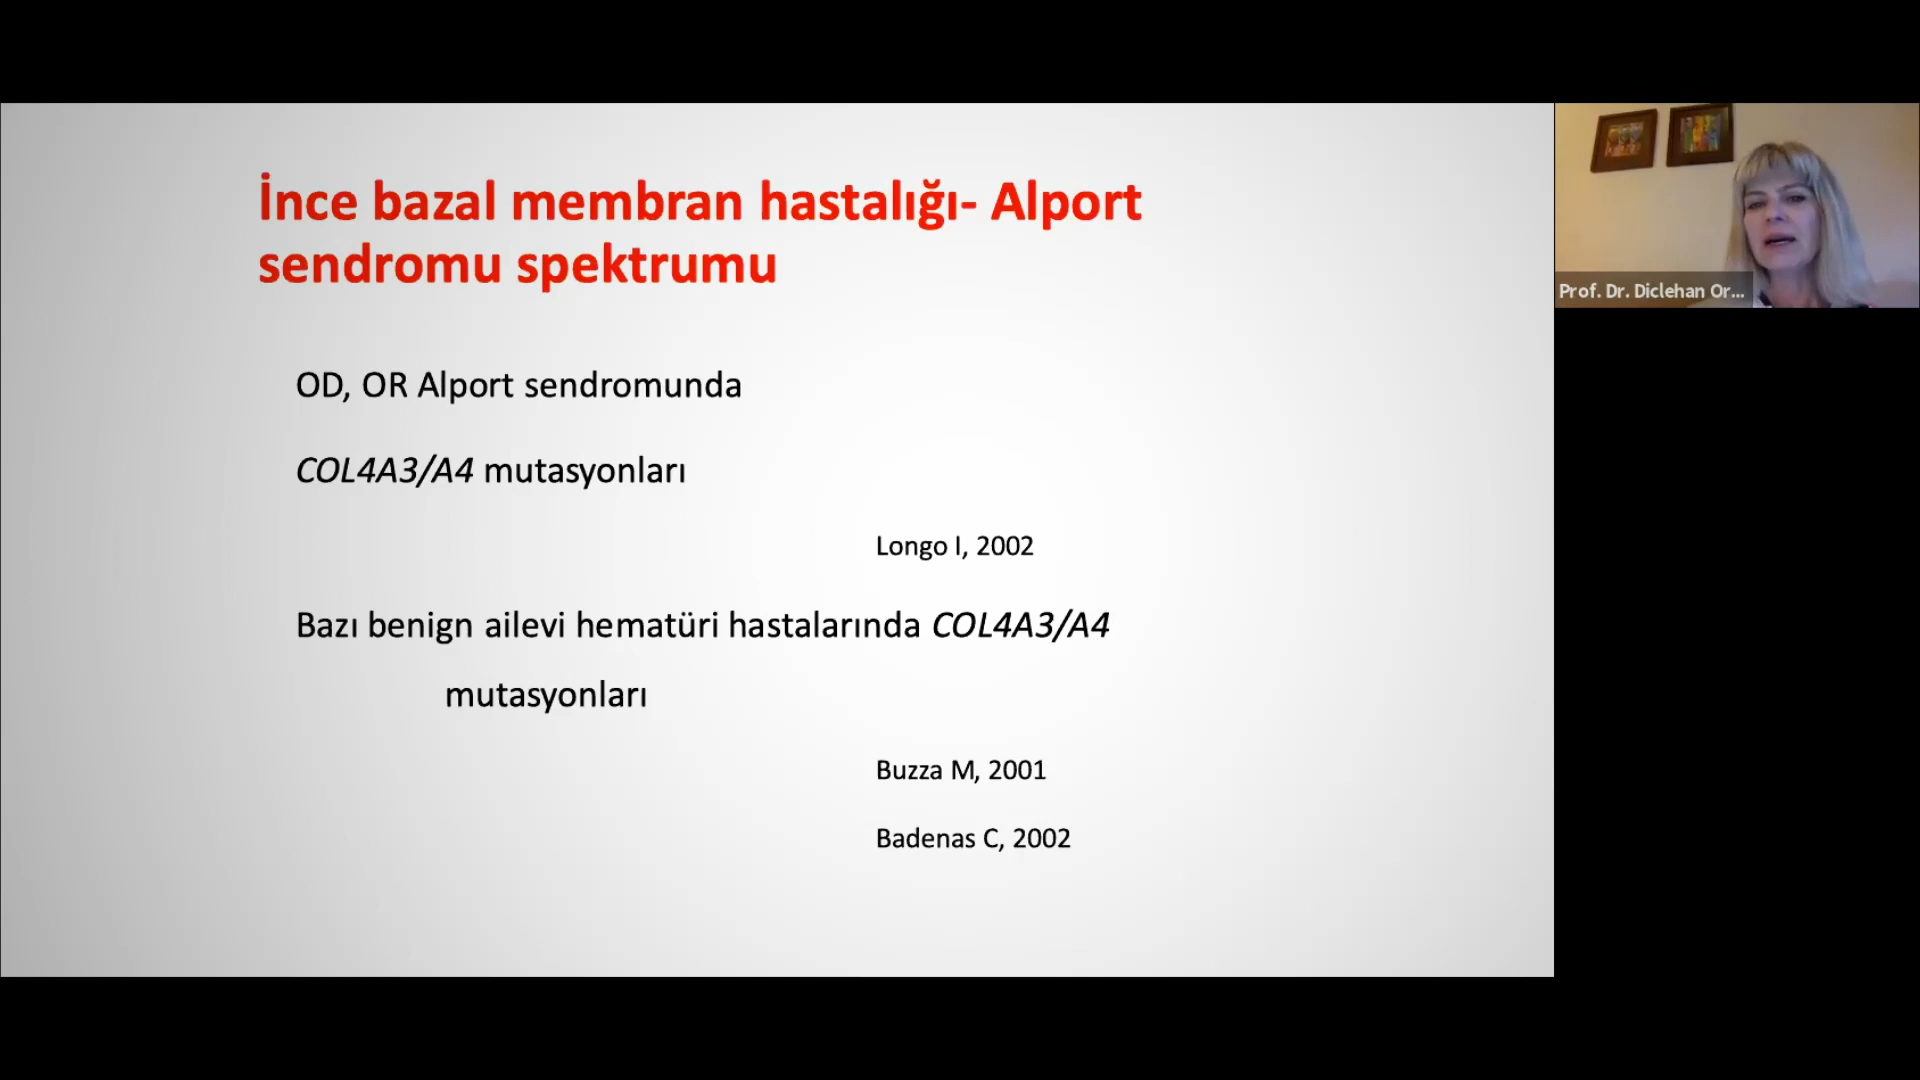 İnce bazal membran hastalığı- Alport
sendromu spektrumu
OD, OR Alport sendromunda
COL4A3/A4 mutasyonları
Longo I, 2002
Bazı benign ailevi hematüri hastalarında COL4A3/A4
mutasyonları
Buzza M, 2001
Badenas C, 2002
Prof. Dr. Diclehan Or...